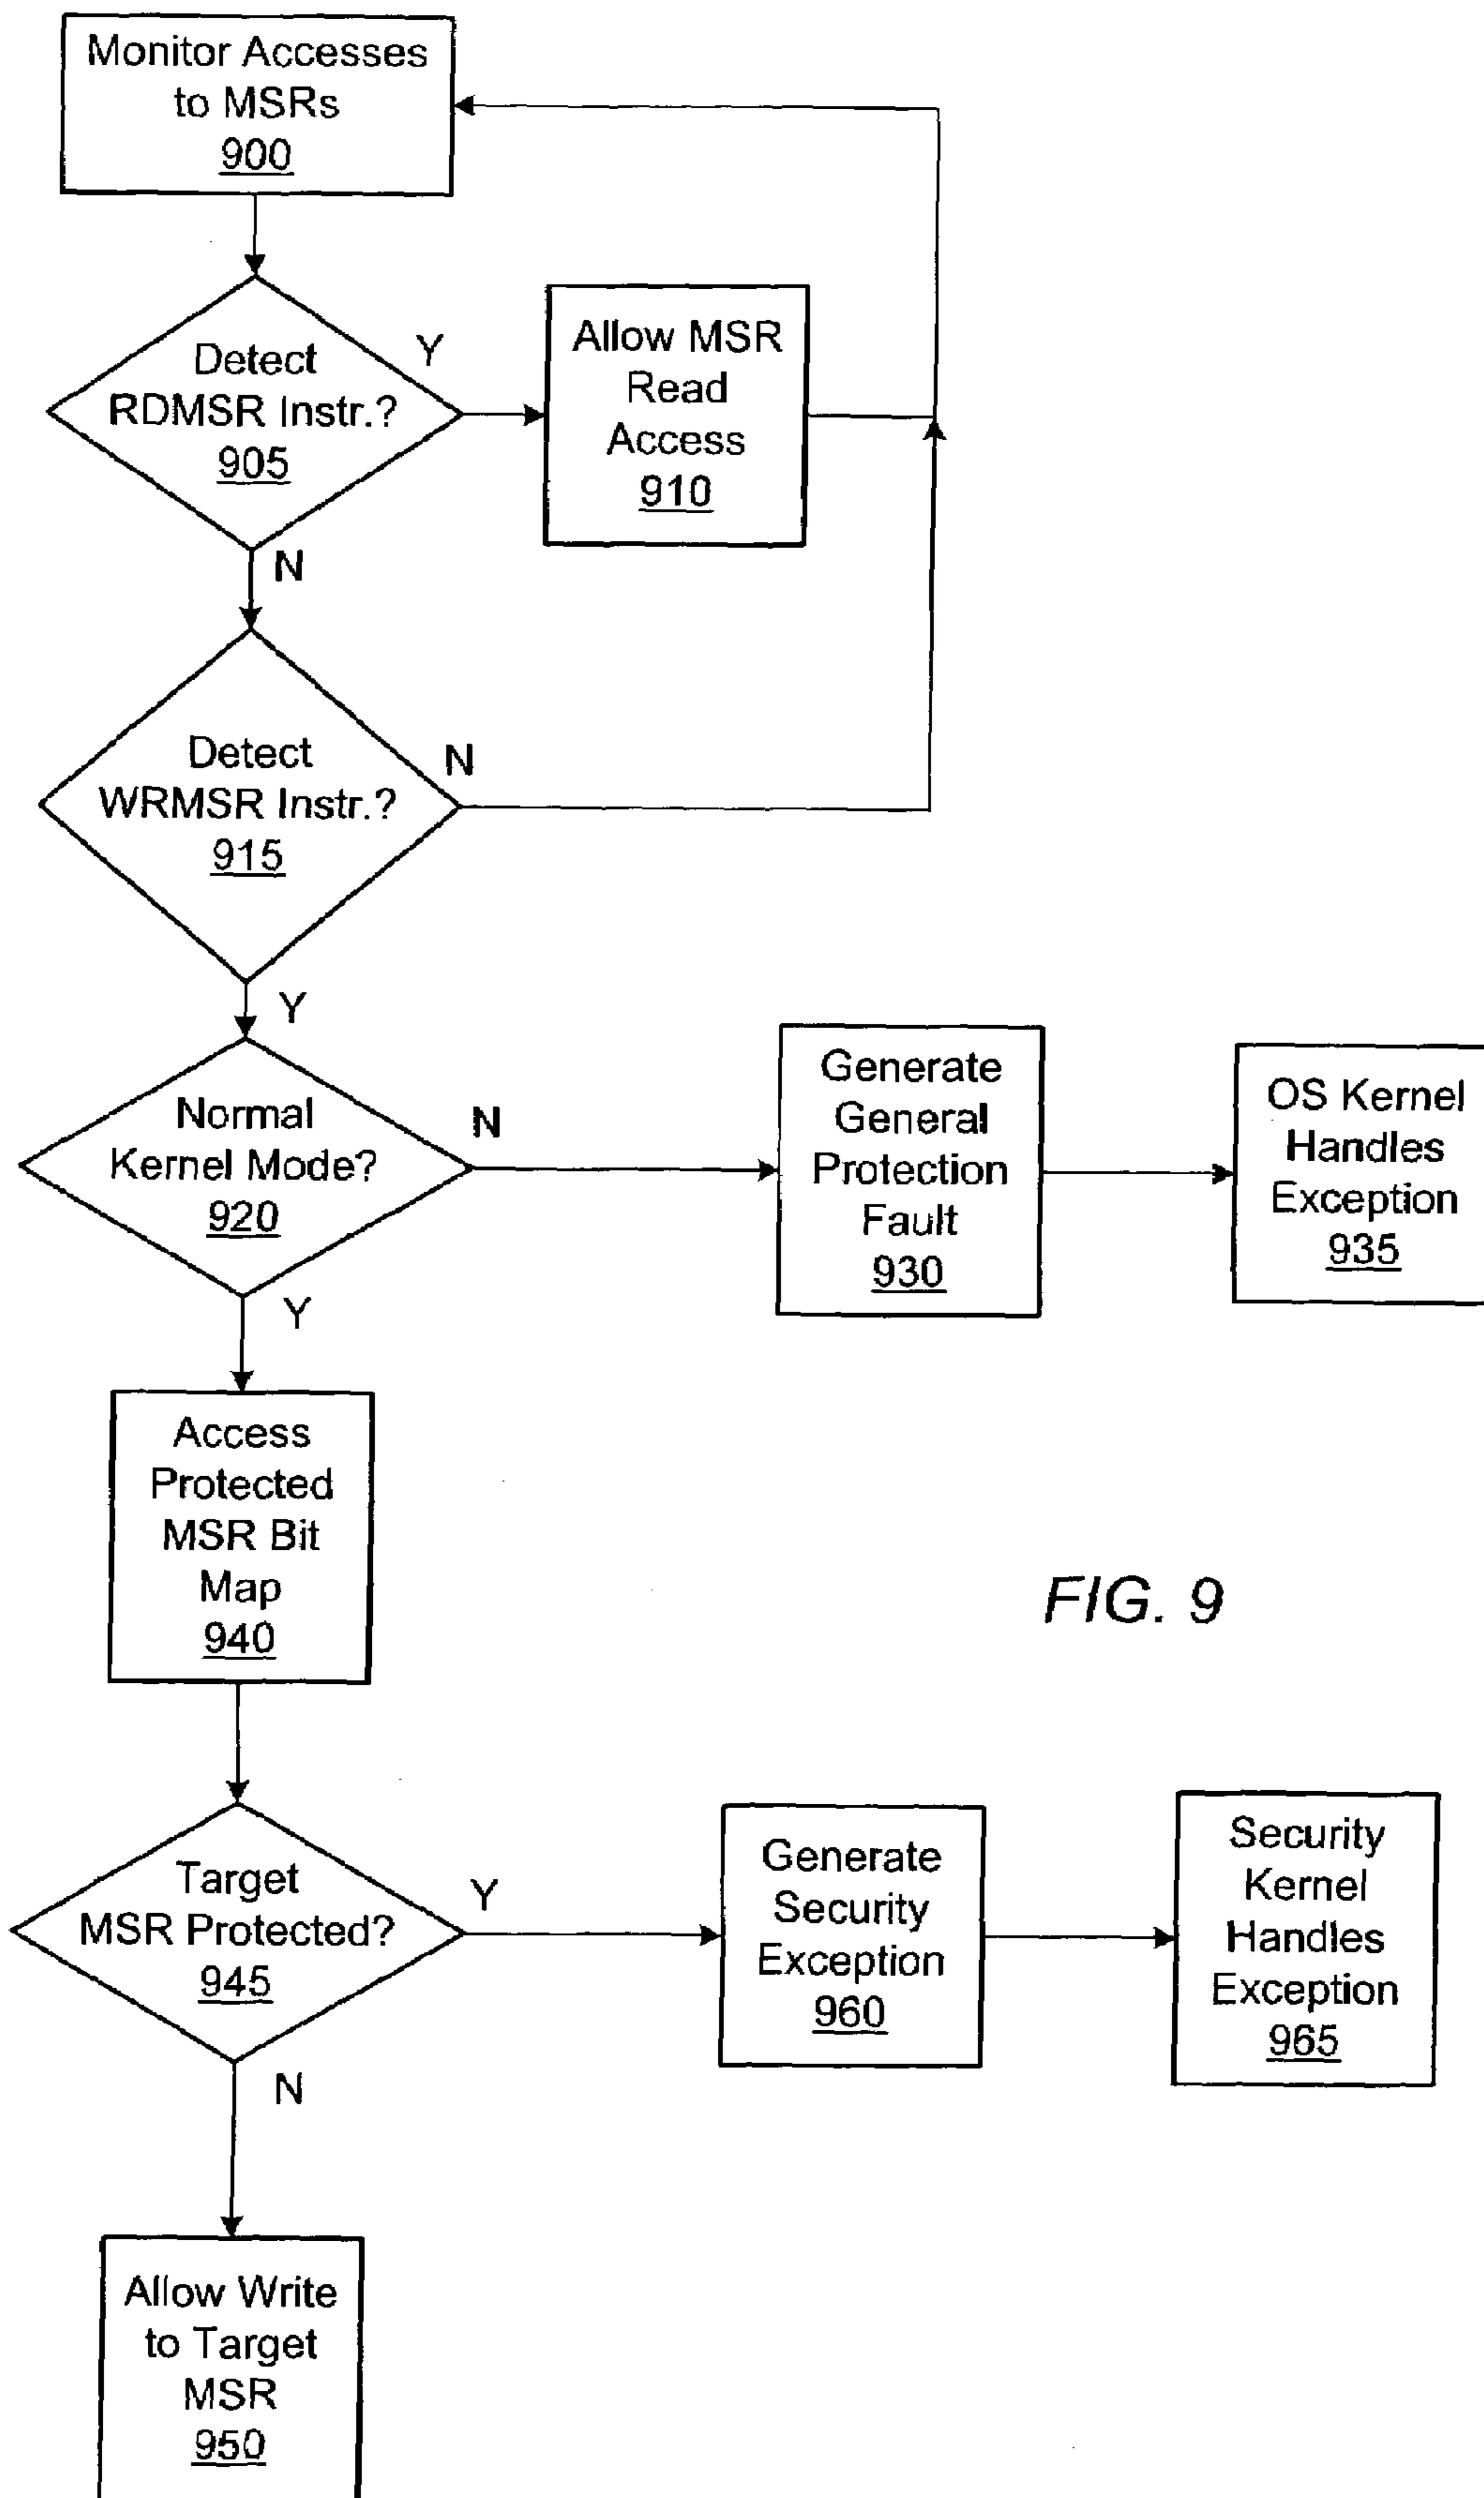 Monitor Accesses
to MSRs
900
Detect
RDMSR Instr.?
905
Y
N
Allow MSR
Read
Access
910
Detect
WRMSR Instr.?
915
N
Y
Normal
Kernel Mode?
920
N
Y
Generate
General
Protection
Fault
930
OS Kernel
Handles
Exception
935
Access
Protected
MSR Bit
Map
940
FIG. 9
Target
MSR Protected?
945
Y
N
Generate
Security
Exception
960
Security
Kernel
Handles
Exception
965
Allow Write
to Target
MSR
950